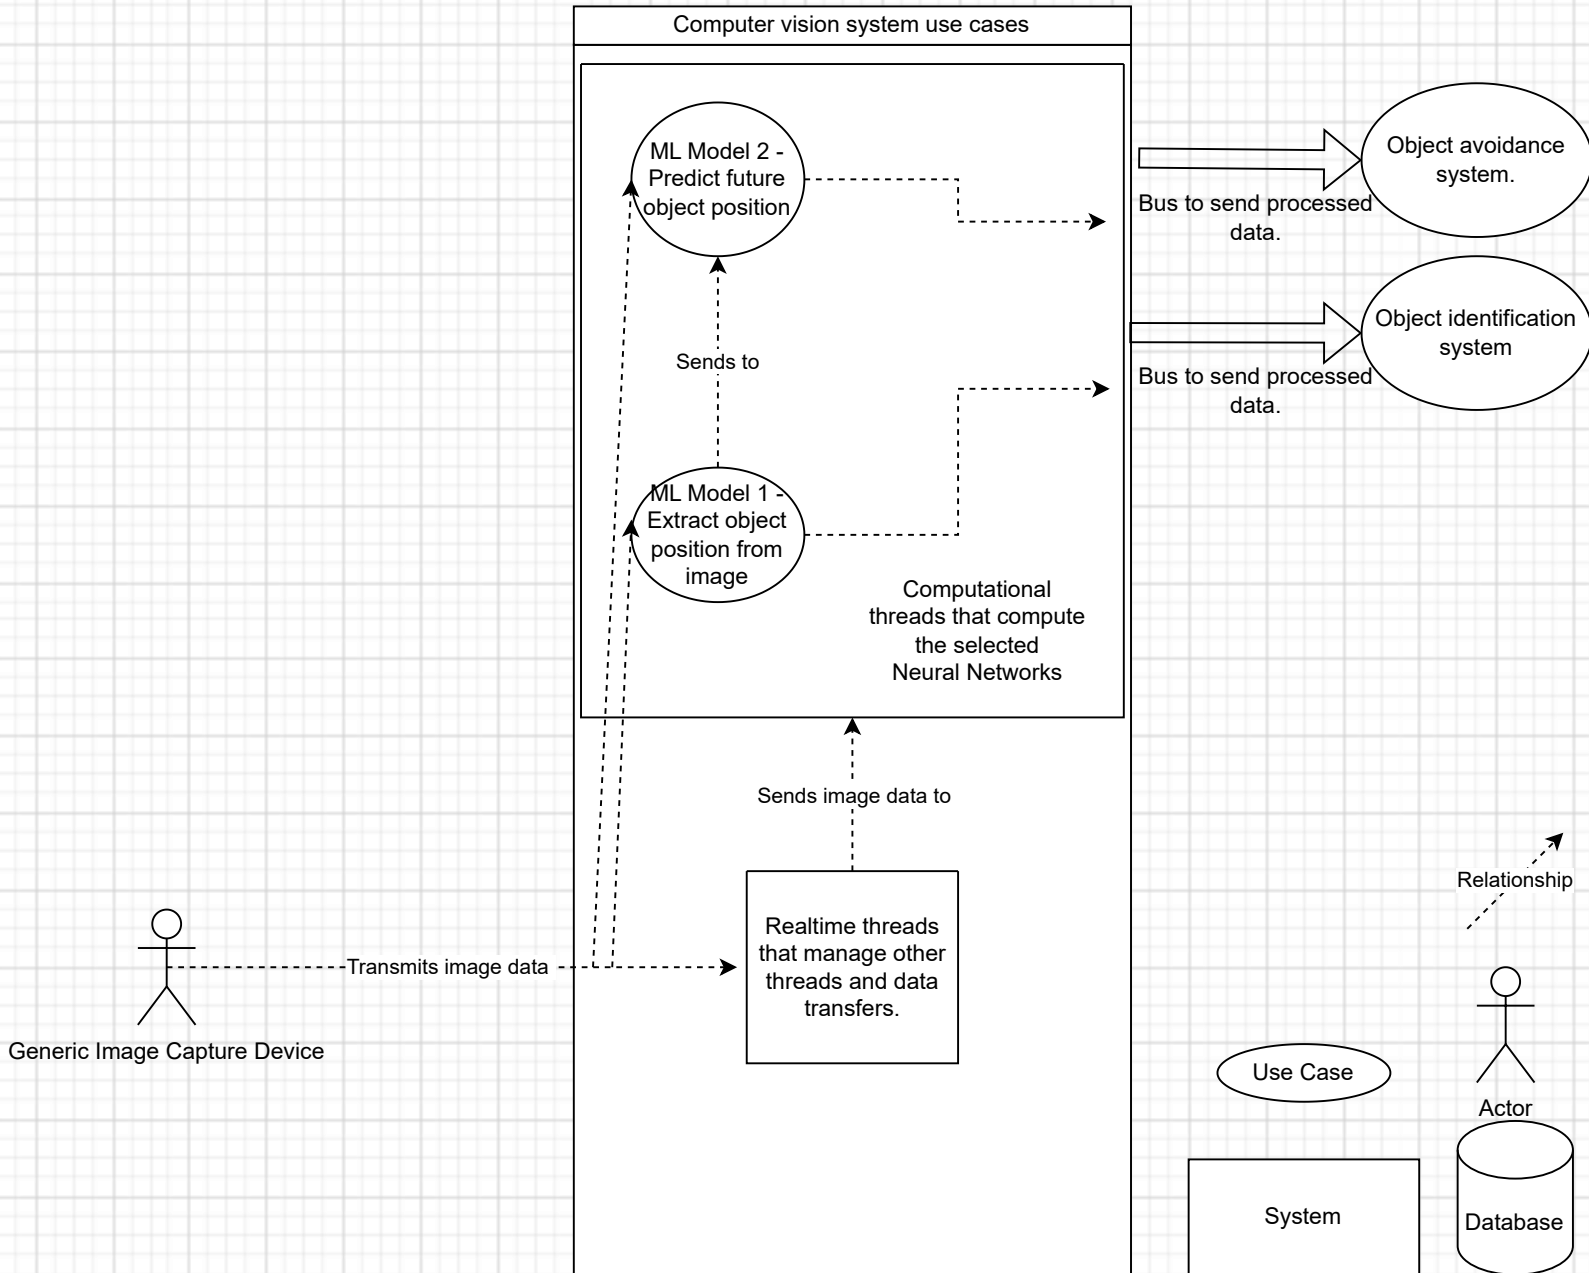 Computer vision system use cases
ML Model 2 -
Predict future
object position
Object avoidance
system.
Bus to send processed
data.
Sends to
Object identification
system
Bus to send processed
data.
ML Model 1 -
Extract object
position from
image
Computational
threads that compute
the selected
Neural Networks
Sends image data to
Relationship
Realtime threads
that manage other
threads and data
transfers.
Transmits image data
Generic Image Capture Device
Use Case
Actor
System
Database